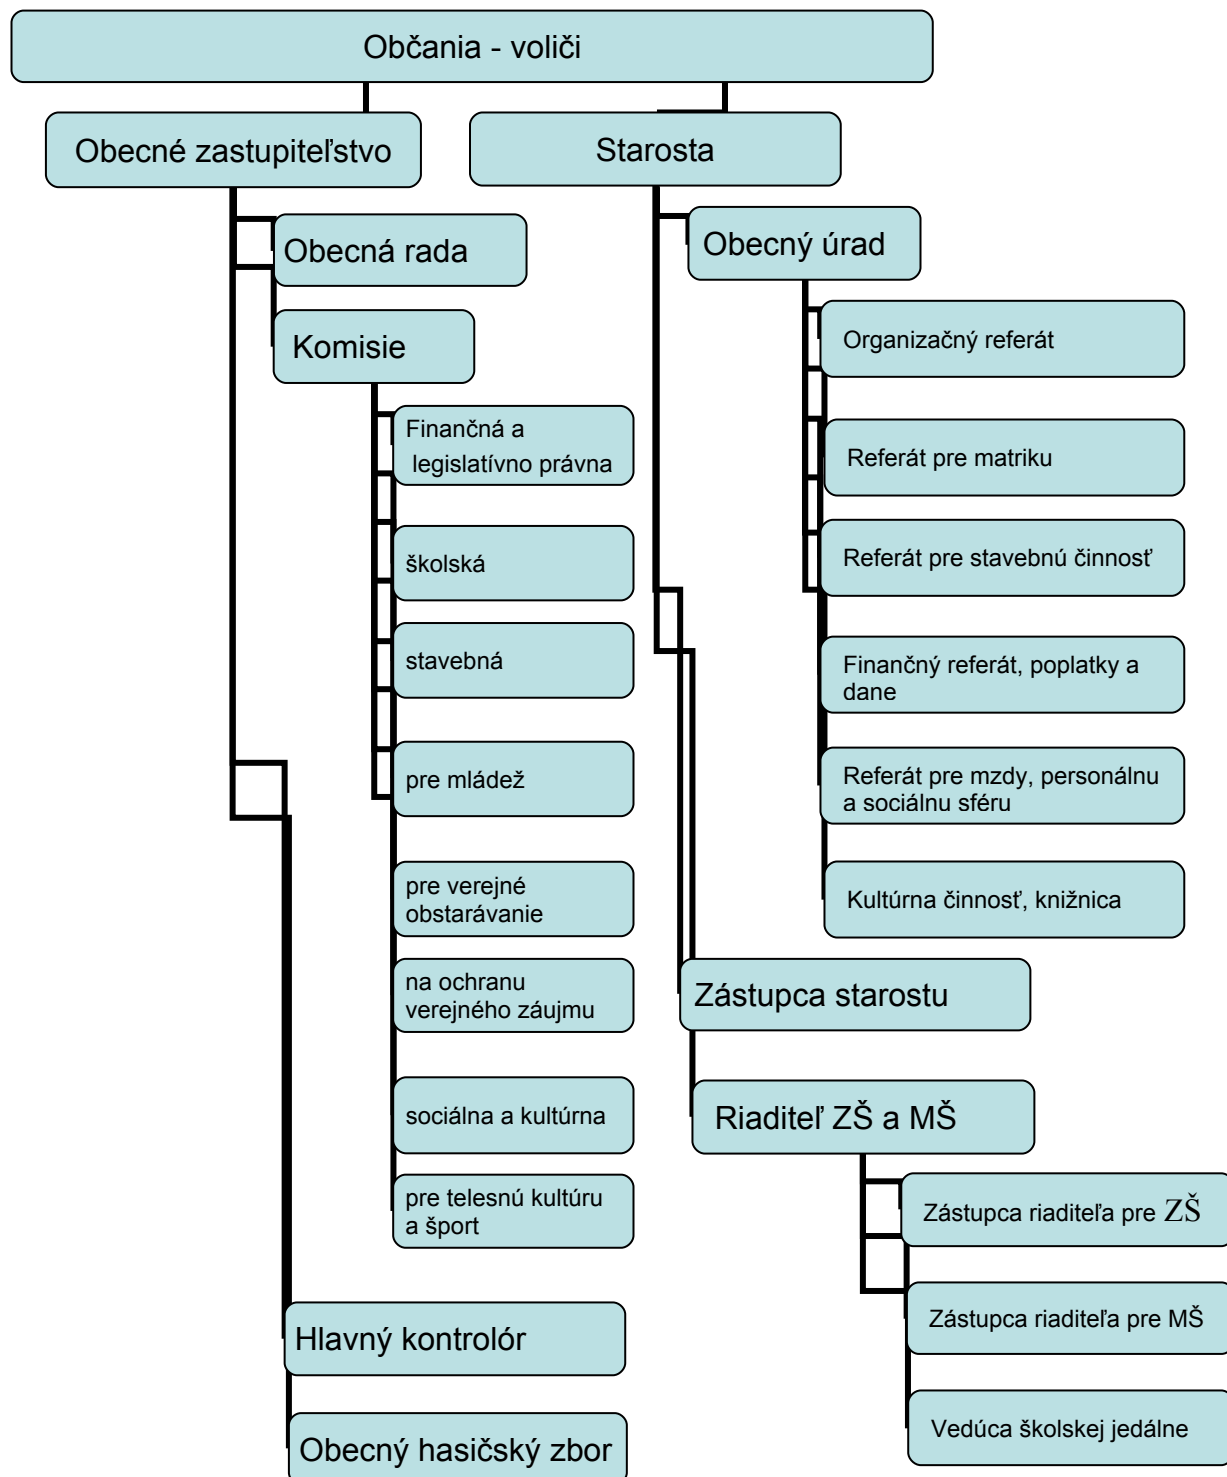 Občania - voliči
Obecné zastupiteľstvo
Starosta
Obecná rada
Obecný úrad
Komisie
Organizačný referát
Finančná a
legislatívno právna
Referát pre matriku
školská
Referát pre stavebnú činnosť
stavebná
Finančný referát, poplatky a
dane
pre mládež
Referát pre mzdy, personálnu
a sociálnu sféru
pre verejné
obstarávanie
Kultúrna činnosť, knižnica
na ochranu
verejného záujmu
Zástupca starostu
sociálna a kultúrna
Riaditeľ ZŠ a MŠ
pre telesnú kultúru
a šport
Zástupca riaditeľa pre ZŠ
Hlavný kontrolór
Zástupca riaditeľa pre MŠ
Vedúca školskej jedálne
Obecný hasičský zbor